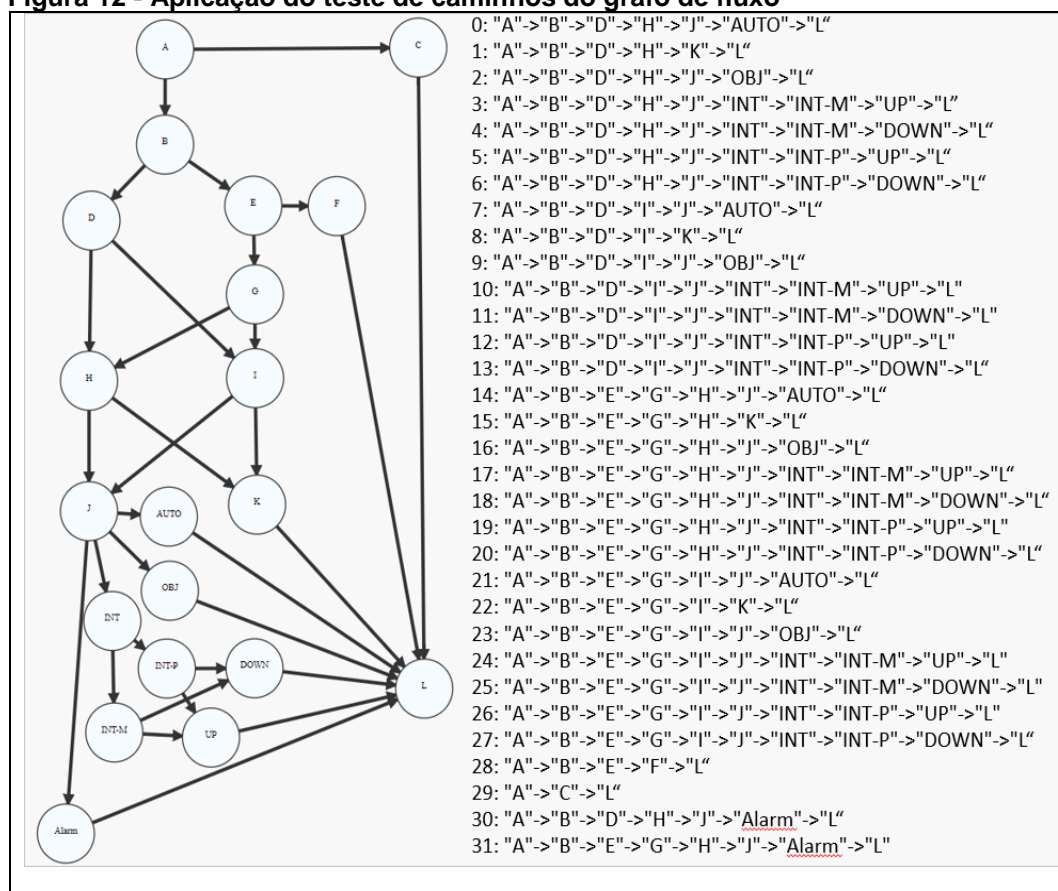 Figura 12 - Aplicação do teste de caminhos do grafo de fluxo
A
C
B
D
E
F
G
H
I
J
AUTO
K
OBJ
INT
INT-P
DOWN
L
INT-M
UP
Alarm
0: "A"->"B"->"D"->"H"->"J"->"AUTO"->"L“
1: "A"->"B"->"D"->"H"->"K"->"L“
2: "A"->"B"->"D"->"H"->"J"->"OBJ"->"L“
3: "A"->"B"->"D"->"H"->"J"->"INT"->"INT-M"->"UP"->"L”
4: "A"->"B"->"D"->"H"->"J"->"INT"->"INT-M"->"DOWN"->"L“
5: "A"->"B"->"D"->"H"->"J"->"INT"->"INT-P"->"UP"->"L“
6: "A"->"B"->"D"->"H"->"J"->"INT"->"INT-P"->"DOWN"->"L“
7: "A"->"B"->"D"->"I"->"J"->"AUTO"->"L“
8: "A"->"B"->"D"->"I"->"K"->"L“
9: "A"->"B"->"D"->"I"->"J"->"OBJ"->"L“
10: "A"->"B"->"D"->"I"->"J"->"INT"->"INT-M"->"UP"->"L"
11: "A"->"B"->"D"->"I"->"J"->"INT"->"INT-M"->"DOWN"->"L"
12: "A"->"B"->"D"->"I"->"J"->"INT"->"INT-P"->"UP"->"L"
13: "A"->"B"->"D"->"I"->"J"->"INT"->"INT-P"->"DOWN"->"L“
14: "A"->"B"->"E"->"G"->"H"->"J"->"AUTO"->"L“
15: "A"->"B"->"E"->"G"->"H"->"K"->"L“
16: "A"->"B"->"E"->"G"->"H"->"J"->"OBJ"->"L“
17: "A"->"B"->"E"->"G"->"H"->"J"->"INT"->"INT-M"->"UP"->"L“
18: "A"->"B"->"E"->"G"->"H"->"J"->"INT"->"INT-M"->"DOWN"->"L“
19: "A"->"B"->"E"->"G"->"H"->"J"->"INT"->"INT-P"->"UP"->"L"
20: "A"->"B"->"E"->"G"->"H"->"J"->"INT"->"INT-P"->"DOWN"->"L“
21: "A"->"B"->"E"->"G"->"I"->"J"->"AUTO"->"L“
22: "A"->"B"->"E"->"G"->"I"->"K"->"L“
23: "A"->"B"->"E"->"G"->"I"->"J"->"OBJ"->"L“
24: "A"->"B"->"E"->"G"->"I"->"J"->"INT"->"INT-M"->"UP"->"L"
25: "A"->"B"->"E"->"G"->"I"->"J"->"INT"->"INT-M"->"DOWN"->"L"
26: "A"->"B"->"E"->"G"->"I"->"J"->"INT"->"INT-P"->"UP"->"L"
27: "A"->"B"->"E"->"G"->"I"->"J"->"INT"->"INT-P"->"DOWN"->"L“
28: "A"->"B"->"E"->"F"->"L“
29: "A"->"C"->"L“
30: "A"->"B"->"D"->"H"->"J"->"Alarm"->"L“
31: "A"->"B"->"E"->"G"->"H"->"J"->"Alarm"->"L"